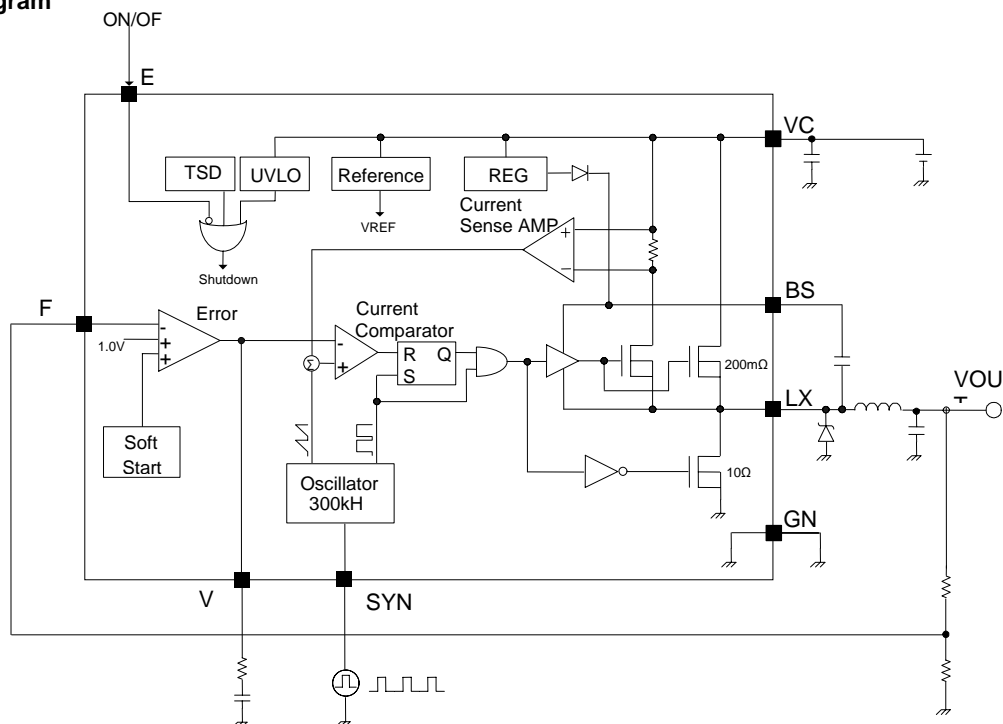 gram
ON/OF
E
VC
TSD
UVLO
Reference
REG
VREF
Current
Sense AMP
+
−
Shutdown
BS
F
Error
-
1.0V
+
+
Current
Comparator
-
+
Σ
R
Q
S
200mΩ
LX
VOU
Soft
Start
Oscillator
300kH
10Ω
GN
V
SYN